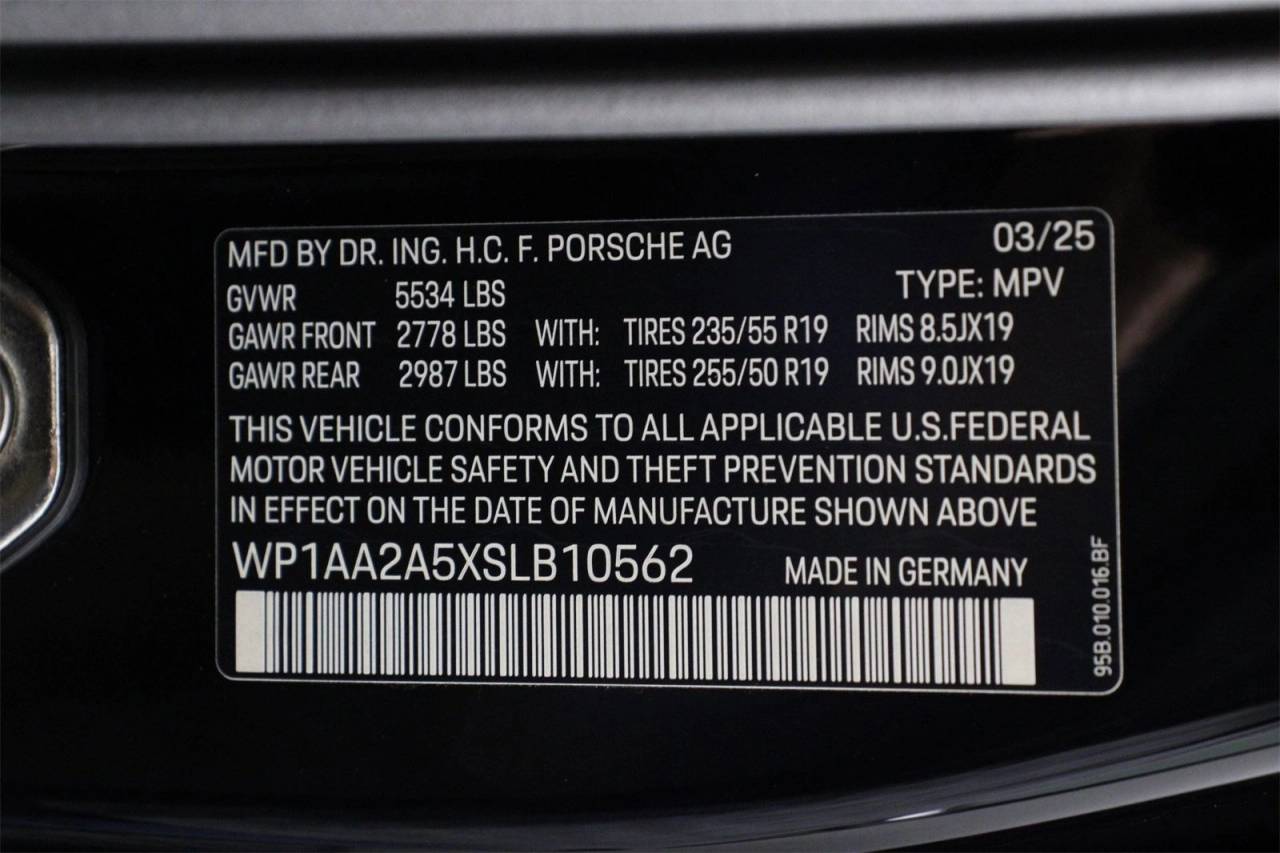 MFD BY DR. ING. H.C. F. PORSCHE AG 03/25
GVWR 5534 LBS TYPE: MPV
GAWR FRONT 2778 LBS WITH: TIRES 235/55 R19 RIMS 8.5JX19
GAWR REAR 2987 LBS WITH: TIRES 255/50 R19 RIMS 9.0JX19
THIS VEHICLE CONFORMS TO ALL APPLICABLE U.S.FEDERAL
MOTOR VEHICLE SAFETY AND THEFT PREVENTION STANDARDS
IN EFFECT ON THE DATE OF MANUFACTURE SHOWN ABOVE
WP1AA2A5XSLB10562 MADE IN GERMANY
95B.010.016.BF